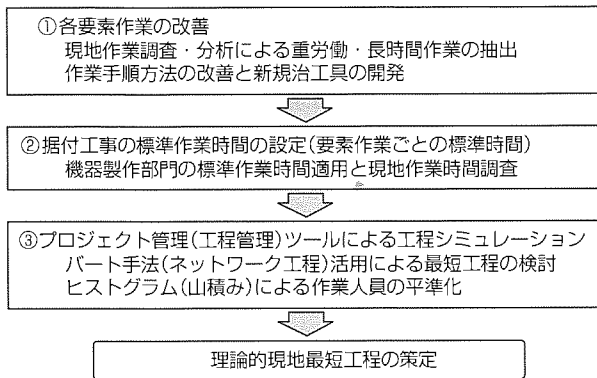 ①各要素作業の改善
現地作業調査・分析による重労働・長時間作業の抽出
作業手順方法の改善と新規治工具の開発
②据付工事の標準作業時間の設定(要素作業ごとの標準時間)
機器製作部門の標準作業時間適用と現地作業時間調査
③プロジェクト管理(工程管理)ツールによる工程シミュレーション
パート手法(ネットワーク工程)活用による最短工程の検討
ヒストグラム(山積み)による作業人員の平準化
理論的現地最短工程の策定